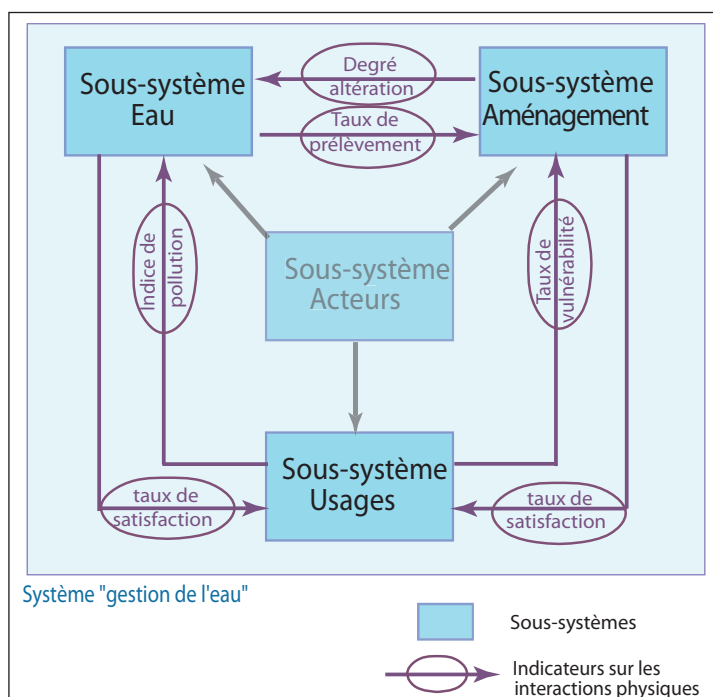 Sous-système
Eau
Degré
altération
Sous-système
Aménagement
Taux de
prélèvement
Indice de
pollution
Sous-système
Acteurs
Taux de
vulnérabilité
Sous-système
Usages
taux de
satisfaction
taux de
satisfaction
Système "gestion de l'eau"
Sous-systèmes
Indicateurs sur les
interactions physiques